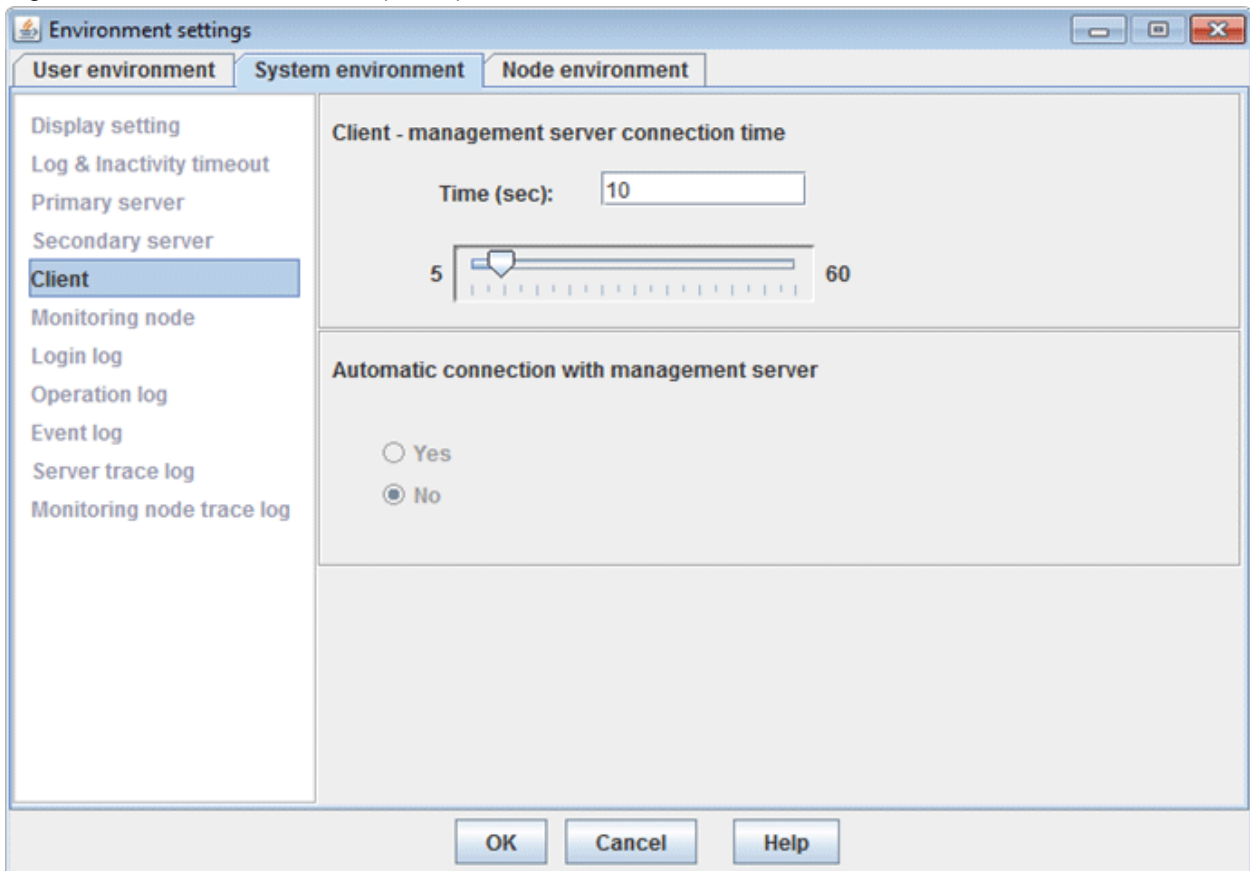 Environment settings
User environment System environment Node environment
Display setting
Log & Inactivity timeout
Primary server
Secondary server
Client
Monitoring node
Login log
Operation log
Event log
Server trace log
Monitoring node trace log
Client - management server connection time
Time (sec): 10
5 60
Automatic connection with management server
Yes
No
OK Cancel Help